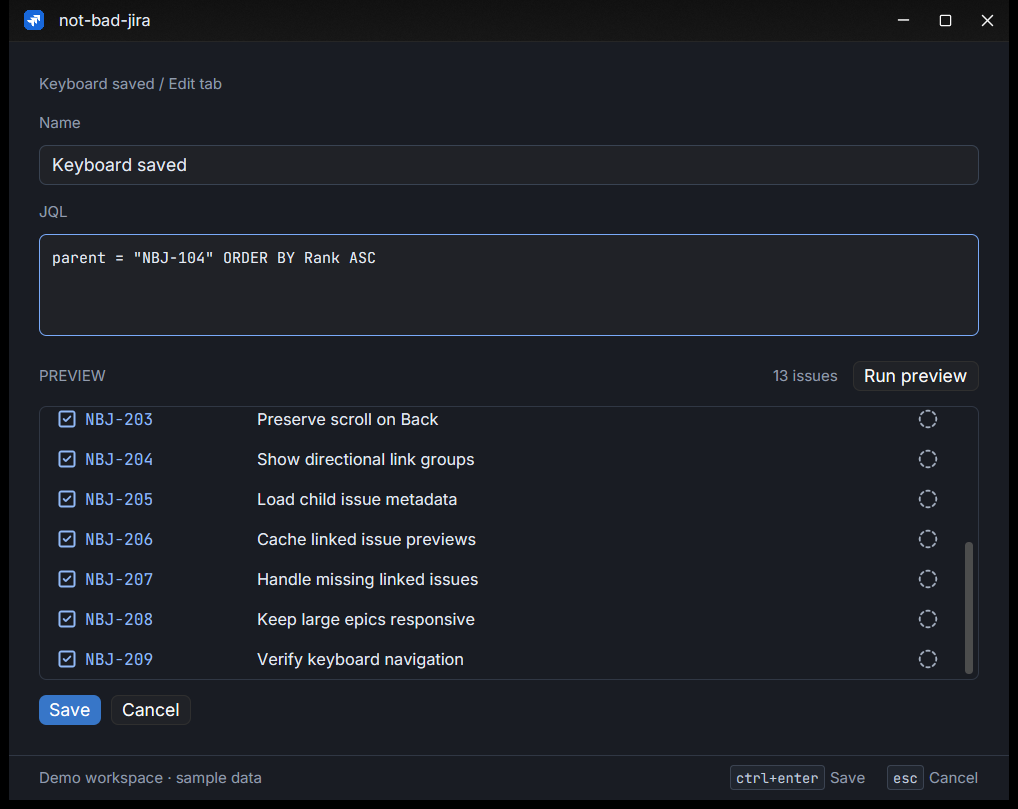 not-bad-jira
Keyboard saved / Edit tab
Name
Keyboard saved
JQL
parent = "NBJ-104" ORDER BY Rank ASC
PREVIEW 13 issues Run preview
NBJ-203 Preserve scroll on Back
NBJ-204 Show directional link groups
NBJ-205 Load child issue metadata
NBJ-206 Cache linked issue previews
NBJ-207 Handle missing linked issues
NBJ-208 Keep large epics responsive
NBJ-209 Verify keyboard navigation
Save Cancel
Demo workspace · sample data ctrl+enter Save esc Cancel